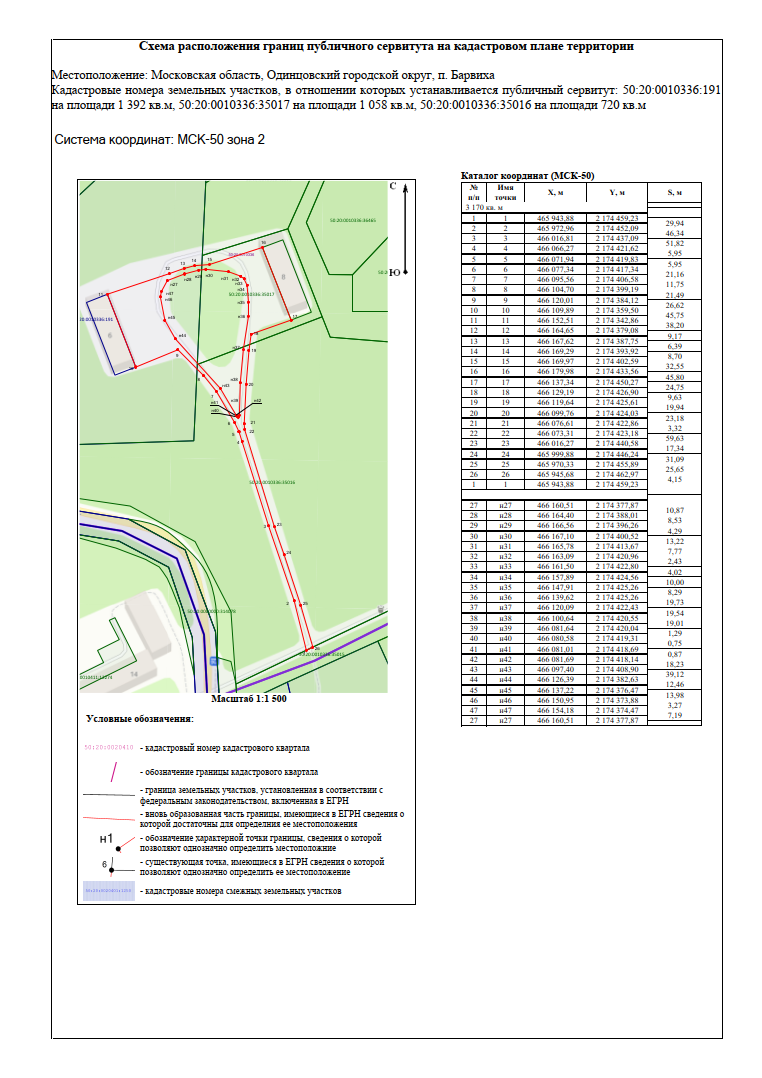 Схема расположения границ публичного сервитута на кадастровом плане территории
Местоположение: Московская область, Одинцовский городской округ, п. Барвиха
Кадастровые номера земельных участков, в отношении которых устанавливается публичный сервитут: 50:20:0010336:191
на площади 1 392 кв.м, 50:20:0010336:35017 на площади 1 058 кв.м, 50:20:0010336:35016 на площади 720 кв.м
Система координат: МСК-50 зона 2
С
Ю
50:20:0010336:36465
50:20:0010336:35017
50:20:0010336:35016
Масштаб 1:1 500
Условные обозначения:
50:20:0020410 - кадастровый номер кадастрового квартала
- обозначение границы кадастрового квартала
- граница земельных участков, установленная в соответствии с
федеральным законодательством, включенная в ЕГРН
- вновь образованная часть границы, имеющиеся в ЕГРН сведения о
которой достаточны для определния ее местоположения
н1 - обозначение характерной точки границы, сведения о которой
позволяют однозначно определить местоположние
6 - существующая точка, имеющиеся в ЕГРН сведения о которой
позволяют однозначно определить ее местоположение
- кадастровые номера смежных земельных участков
Каталог координат (МСК-50)
№ п/п Имя точки X, м Y, м S, м
3 170 кв. м
1 1 465 943,88 2 174 459,23
29,94
2 2 465 972,96 2 174 452,09
46,34
3 3 466 016,81 2 174 437,09
51,82
4 4 466 066,27 2 174 421,62
5,95
5 5 466 071,94 2 174 419,83
5,95
6 6 466 077,34 2 174 417,34
21,16
7 7 466 095,56 2 174 406,58
11,75
8 8 466 104,70 2 174 399,19
21,49
9 9 466 120,01 2 174 384,12
26,62
10 10 466 109,89 2 174 359,50
45,75
11 11 466 152,51 2 174 342,86
38,20
12 12 466 164,65 2 174 379,08
9,17
13 13 466 167,62 2 174 387,75
6,39
14 14 466 169,29 2 174 393,92
8,70
15 15 466 169,97 2 174 402,59
32,55
16 16 466 179,98 2 174 433,56
45,80
17 17 466 137,34 2 174 450,27
24,75
18 18 466 129,19 2 174 426,90
9,63
19 19 466 119,64 2 174 425,61
19,94
20 20 466 099,76 2 174 424,03
23,18
21 21 466 076,61 2 174 422,86
3,32
22 22 466 073,31 2 174 423,18
59,63
23 23 466 016,27 2 174 440,58
17,34
24 24 465 999,88 2 174 446,24
31,09
25 25 465 970,33 2 174 455,89
25,65
26 26 465 945,68 2 174 462,97
4,15
1 1 465 943,88 2 174 459,23
27 н27 466 160,51 2 174 377,87
10,87
28 н28 466 164,40 2 174 388,01
8,53
29 н29 466 166,56 2 174 396,26
4,29
30 н30 466 167,10 2 174 400,52
13,22
31 н31 466 165,78 2 174 413,67
7,77
32 н32 466 163,09 2 174 420,96
2,43
33 н33 466 161,50 2 174 422,80
4,02
34 н34 466 157,89 2 174 424,56
10,00
35 н35 466 147,91 2 174 425,26
8,29
36 н36 466 139,62 2 174 425,26
19,73
37 н37 466 120,09 2 174 422,43
19,54
38 н38 466 100,64 2 174 420,55
19,01
39 н39 466 081,64 2 174 420,04
1,29
40 н40 466 080,58 2 174 419,31
0,75
41 н41 466 081,01 2 174 418,69
0,87
42 н42 466 081,69 2 174 418,14
18,23
43 н43 466 097,40 2 174 408,90
39,12
44 н44 466 126,39 2 174 382,63
12,46
45 н45 466 137,22 2 174 376,47
13,98
46 н46 466 150,95 2 174 373,88
3,27
47 н47 466 154,18 2 174 374,47
7,19
27 н27 466 160,51 2 174 377,87